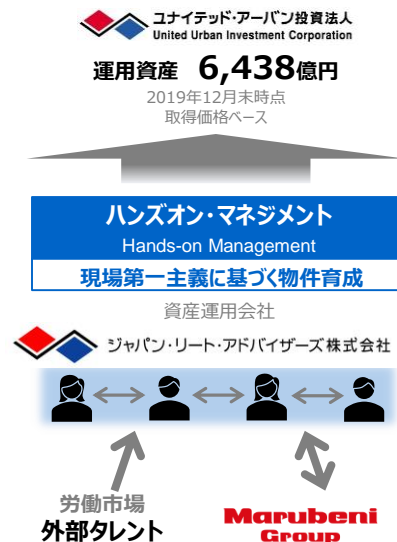 ユナイテッド・アーバン投資法人
United Urban Investment Corporation
運用資産 6,438億円
2019年12月末時点
取得価格ベース
ハンズオン・マネジメント
Hands-on Management
現場第一主義に基づく物件育成
資産運用会社
ジャパン・リート・アドバイザーズ株式会社
労働市場
外部タレント
Marubeni
Group